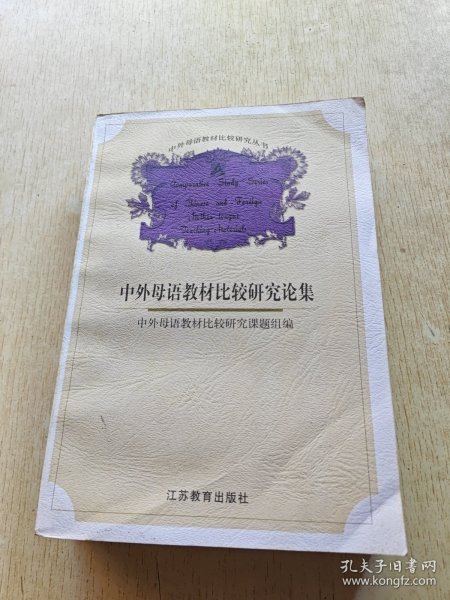 中外母语教材比较研究丛书
Comparative Study Series
of Chinese and Foreign
Mother-tongue
Teaching Materials
中外母语教材比较研究论集
中外母语教材比较研究课题组编
江苏教育出版社
孔夫子旧书网
www.kongfz.com